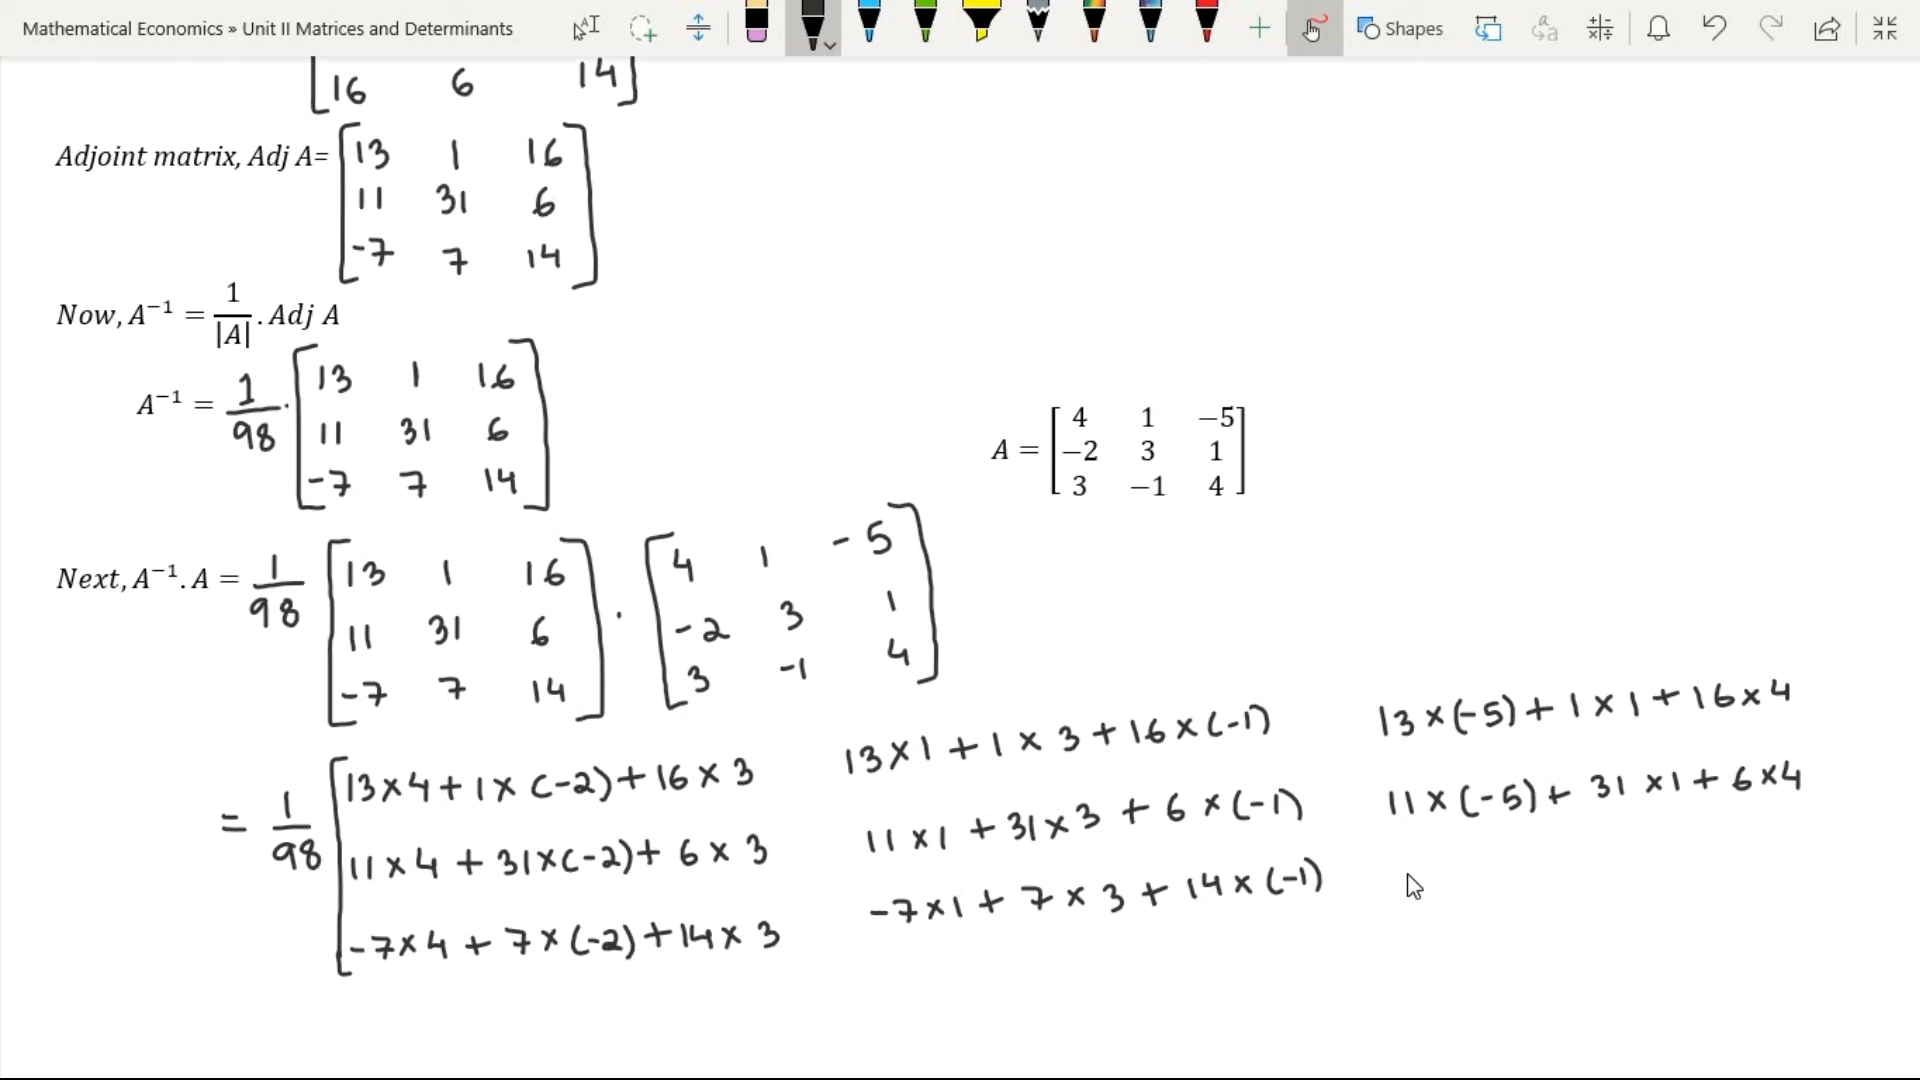 Mathematical Economics » Unit II Matrices and Determinants
Shapes
16 6 14
Adjoint matrix, Adj A=
13 1 16
11 31 6
-7 7 14
Now, A⁻¹ = 1/|A| . Adj A
A⁻¹ = 1/98 ·
13 1 16
11 31 6
-7 7 14
A =
4 1 −5
−2 3 1
3 −1 4
Next, A⁻¹. A = 1/98
13 1 16
11 31 6
-7 7 14
·
4 1 -5
-2 3 1
3 -1 4
= 1/98
13×4+1×(-2)+16×3 13×1+1×3+16×(-1) 13×(-5)+1×1+16×4
11×4+31×(-2)+6×3 11×1+31×3+6×(-1) 11×(-5)+31×1+6×4
-7×4+7×(-2)+14×3 -7×1+7×3+14×(-1)